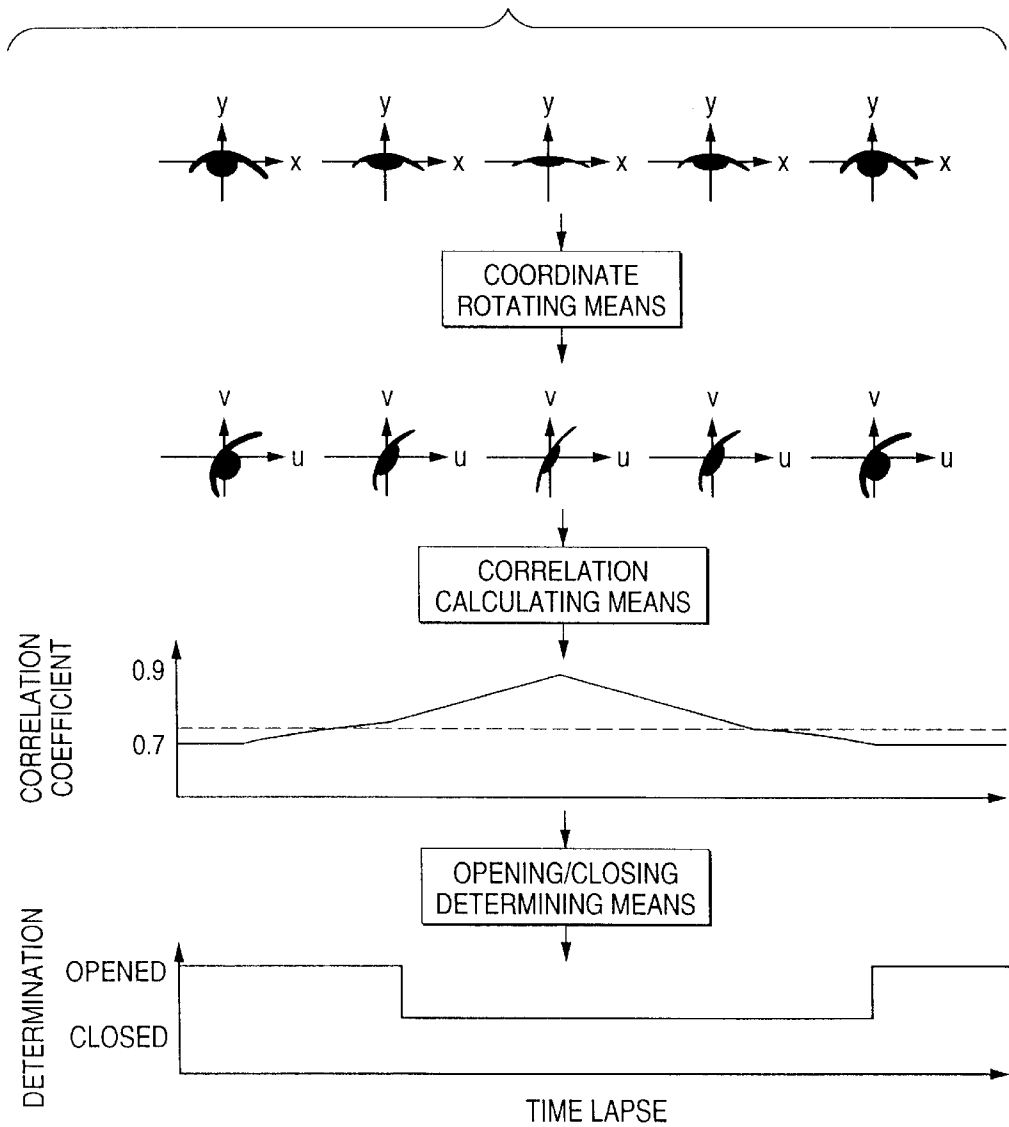 y y y y y
x x x x x
COORDINATE
ROTATING MEANS
v v v v v
u u u u u
CORRELATION
CALCULATING MEANS
CORRELATION
COEFFICIENT
0.9
0.7
OPENING/CLOSING
DETERMINING MEANS
DETERMINATION
OPENED
CLOSED
TIME LAPSE